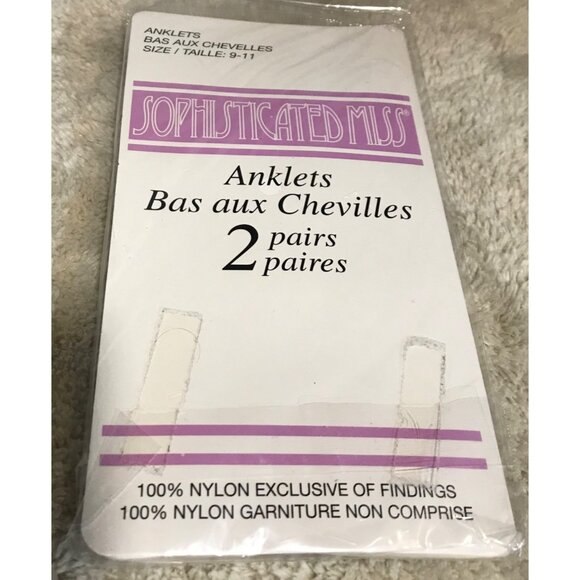 ANKLETS
BAS AUX CHEVELLES
SIZE / TAILLE: 9-11
SOPHISTICATED MISS®
Anklets
Bas aux Chevilles
2 pairs
paires
100% NYLON EXCLUSIVE OF FINDINGS
100% NYLON GARNITURE NON COMPRISE